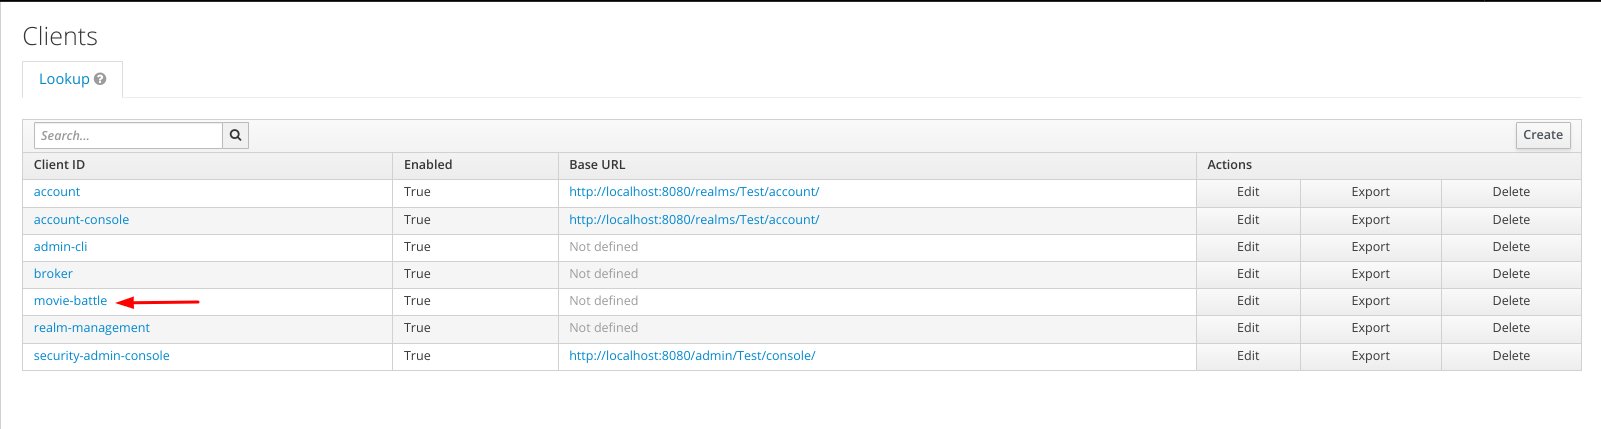 Clients
Lookup ?
Search...
Create
Client ID Enabled Base URL Actions
account True http://localhost:8080/realms/Test/account/ Edit Export Delete
account-console True http://localhost:8080/realms/Test/account/ Edit Export Delete
admin-cli True Not defined Edit Export Delete
broker True Not defined Edit Export Delete
movie-battle True Not defined Edit Export Delete
realm-management True Not defined Edit Export Delete
security-admin-console True http://localhost:8080/admin/Test/console/ Edit Export Delete